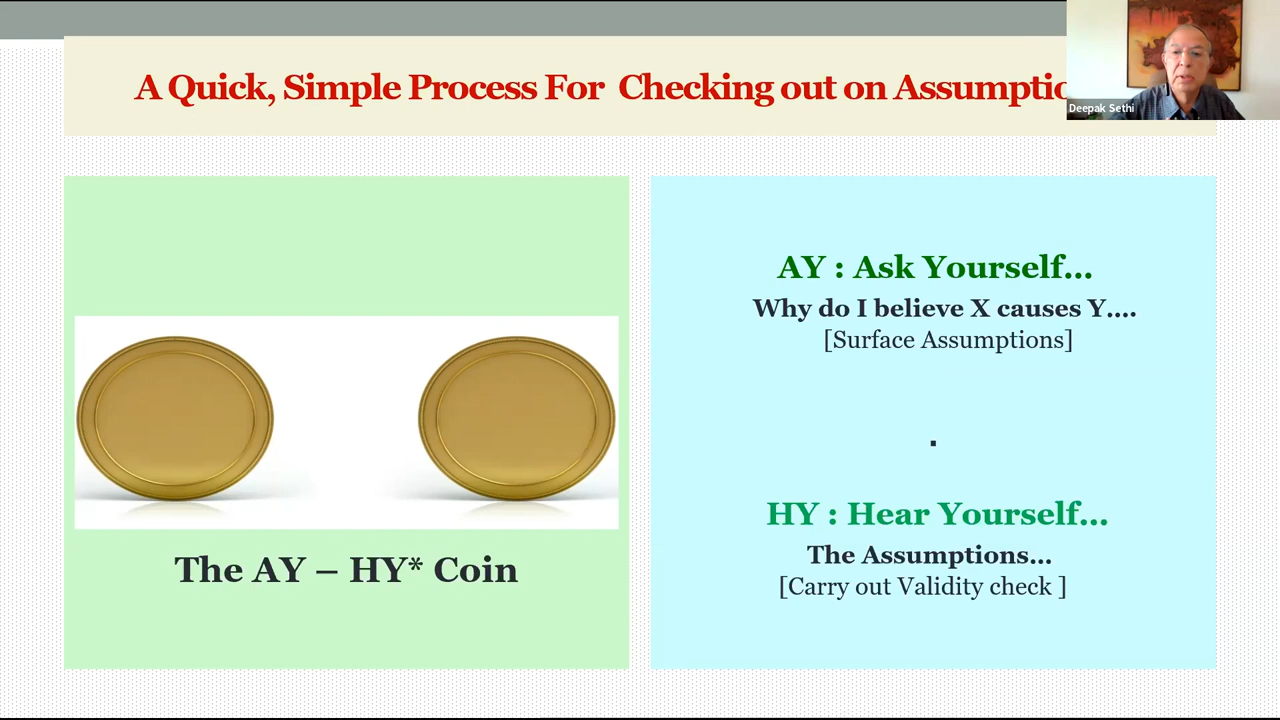 A Quick, Simple Process For Checking out on Assumptio
Deepak Sethi
The AY – HY* Coin
AY : Ask Yourself...
Why do I believe X causes Y....
[Surface Assumptions]
.
HY : Hear Yourself...
The Assumptions...
[Carry out Validity check ]